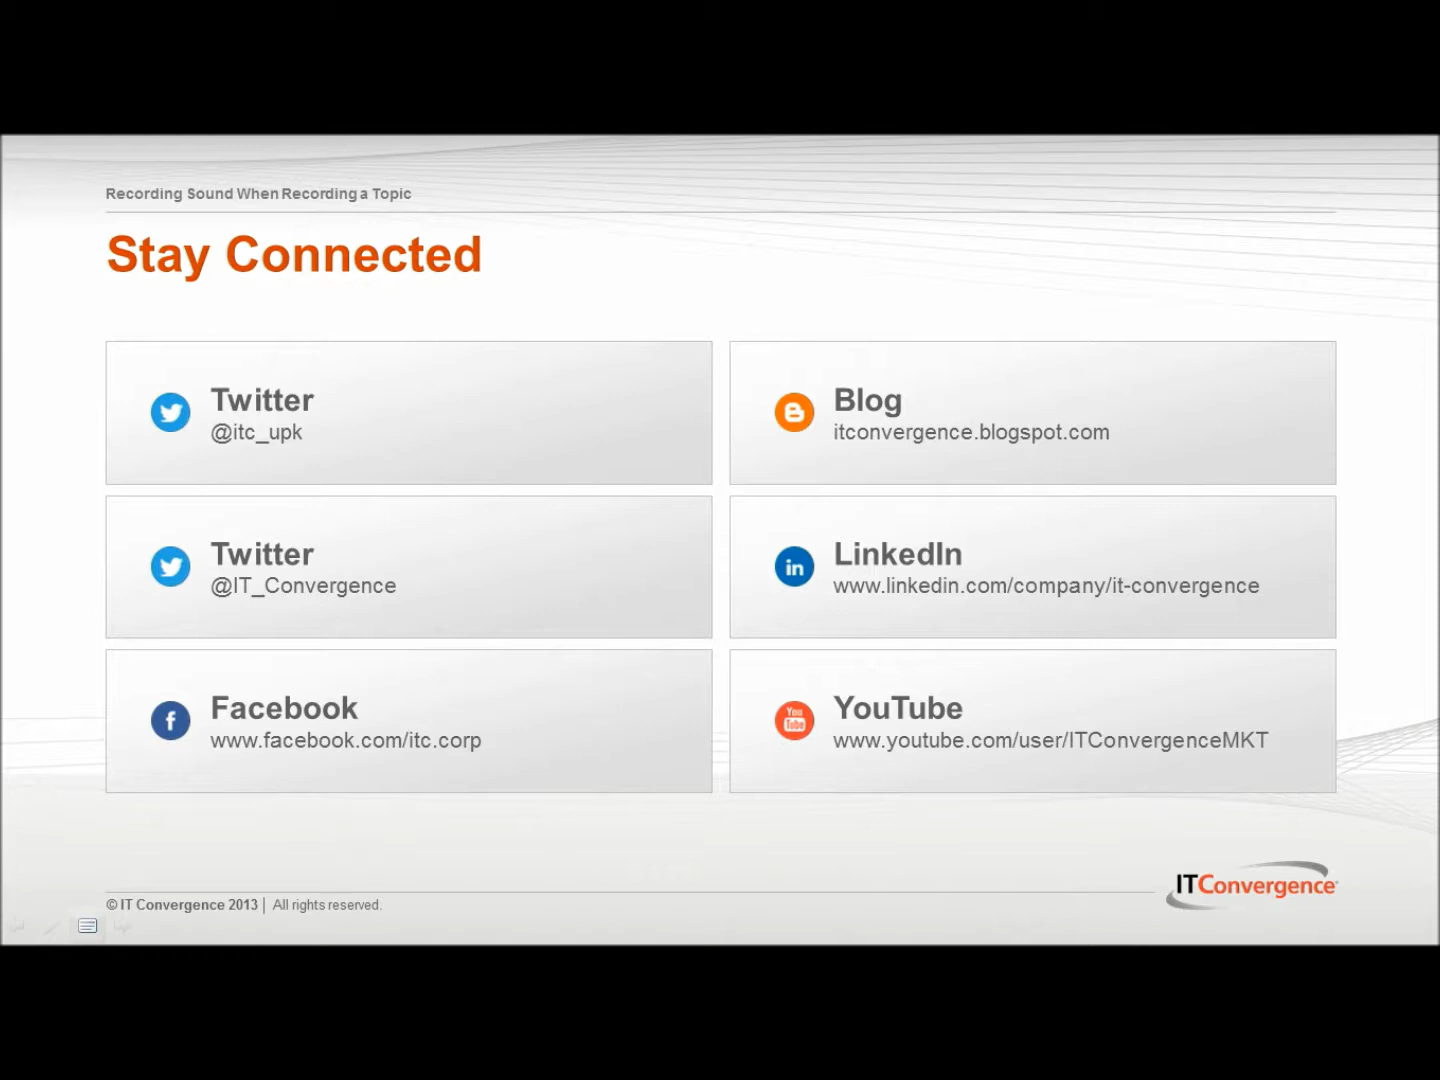 Recording Sound When Recording a Topic
Stay Connected
Twitter
@itc_upk
Blog
itconvergence.blogspot.com
Twitter
@IT_Convergence
LinkedIn
www.linkedin.com/company/it-convergence
Facebook
www.facebook.com/itc.corp
YouTube
www.youtube.com/user/ITConvergenceMKT
© IT Convergence 2013 | All rights reserved.
ITConvergence